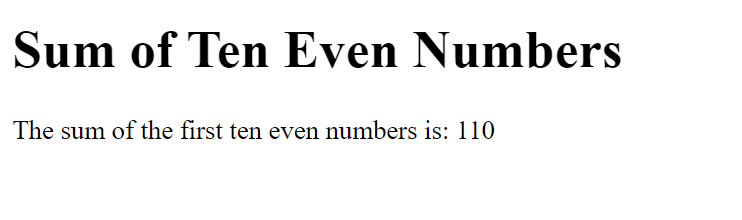 Sum of Ten Even Numbers
The sum of the first ten even numbers is: 110